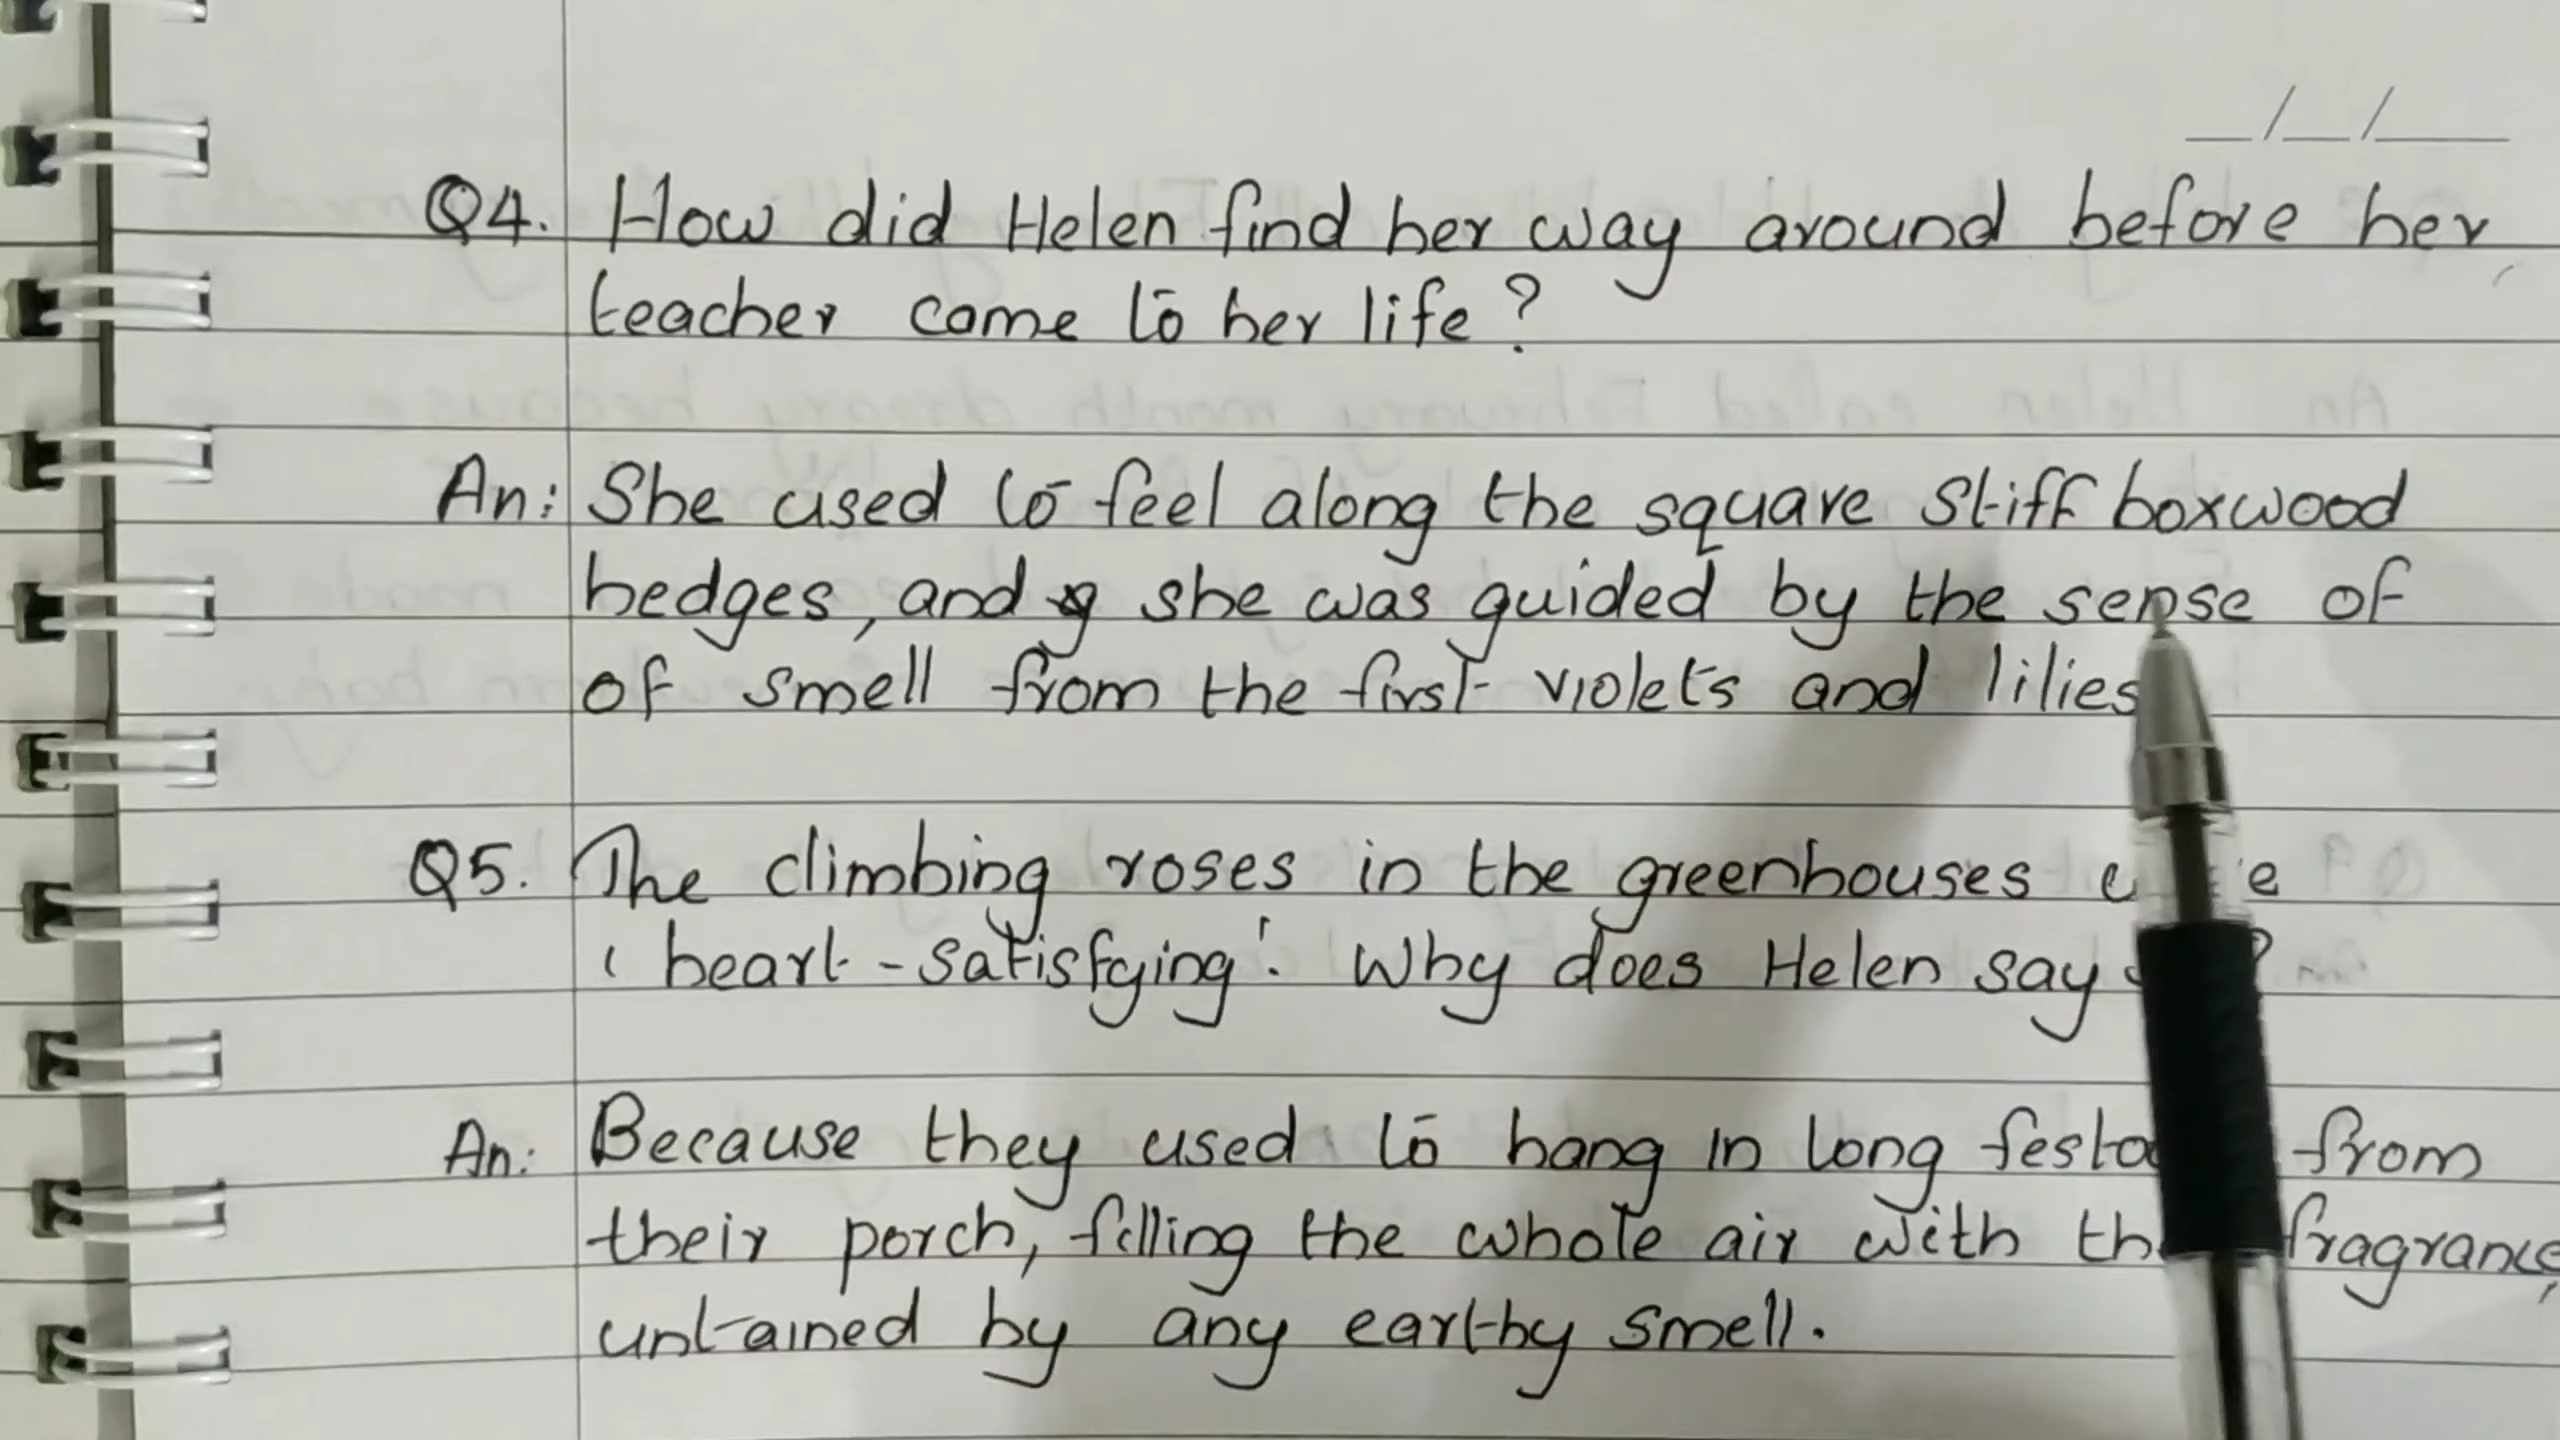 Q4. How did Helen find her way around before her
teacher came to her life?
An: She used to feel along the square stiff boxwood
hedges, and she was guided by the sense of
of smell from the first violets and lilies
Q5. The climbing roses in the greenhouses
'heart-satisfying'. Why does Helen say ?
An: Because they used to hang in long from
their porch, filling the whole air with fragrance,
untained by any earthy smell.